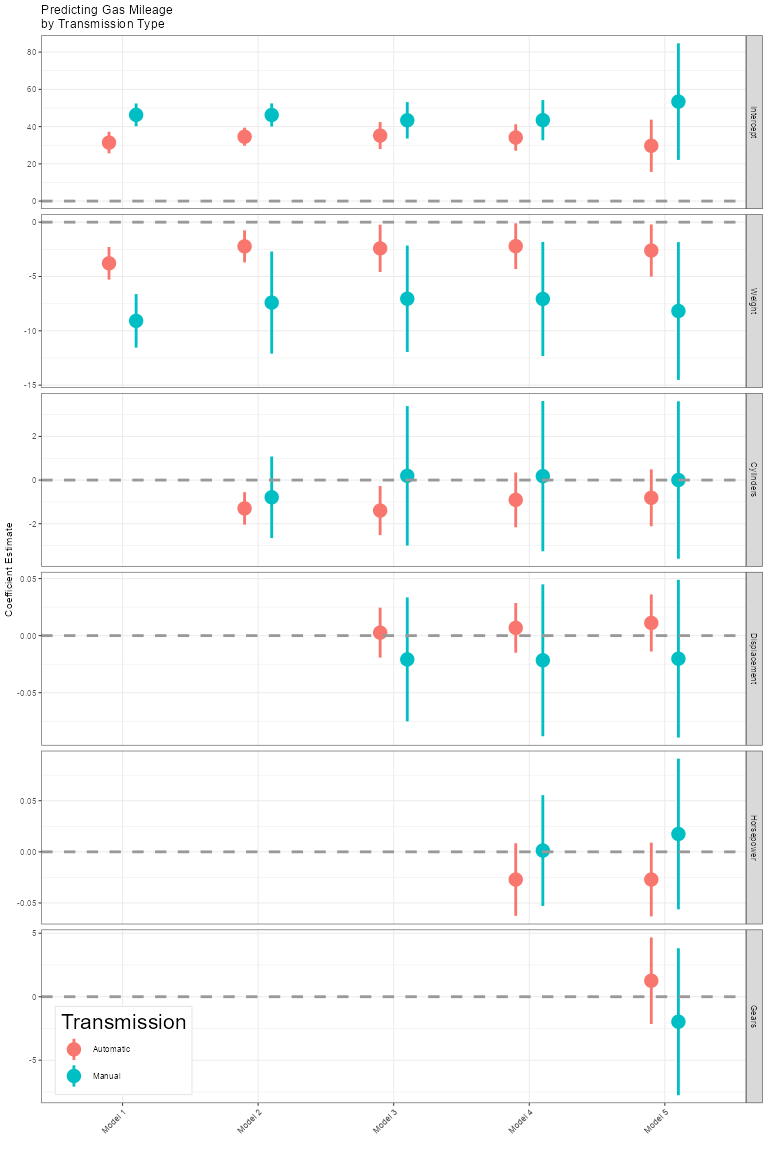 Predicting Gas Mileage
by Transmission Type
Coefficient Estimate
80
60
40
20
0
Intercept
0
-5
-10
-15
Weight
2
0
-2
Cylinders
0.05
0.00
-0.05
Displacement
0.05
0.00
-0.05
Horsepower
5
0
-5
Gears
Transmission
Automatic
Manual
Model 1
Model 2
Model 3
Model 4
Model 5